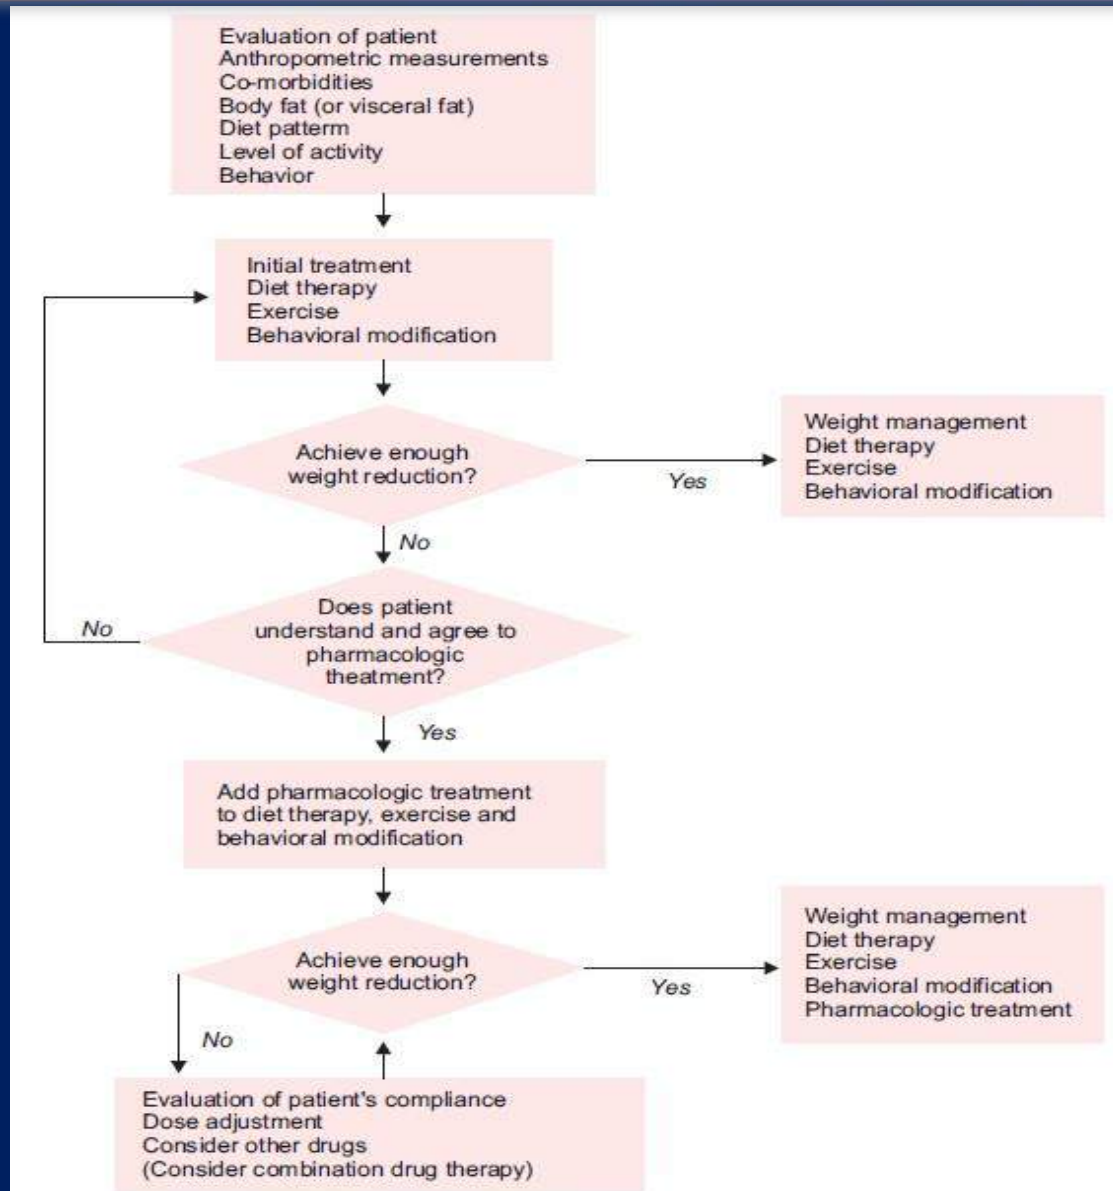 Evaluation of patient
Anthropometric measurements
Co-morbidities
Body fat (or visceral fat)
Diet patterm
Level of activity
Behavior
Initial treatment
Diet therapy
Exercise
Behavioral modification
Achieve enough
weight reduction?
Yes
Weight management
Diet therapy
Exercise
Behavioral modification
No
Does patient
understand and agree to
pharmacologic
theatment?
No
Yes
Add pharmacologic treatment
to diet therapy, exercise and
behavioral modification
Achieve enough
weight reduction?
Yes
Weight management
Diet therapy
Exercise
Behavioral modification
Pharmacologic treatment
No
Evaluation of patient's compliance
Dose adjustment
Consider other drugs
(Consider combination drug therapy)